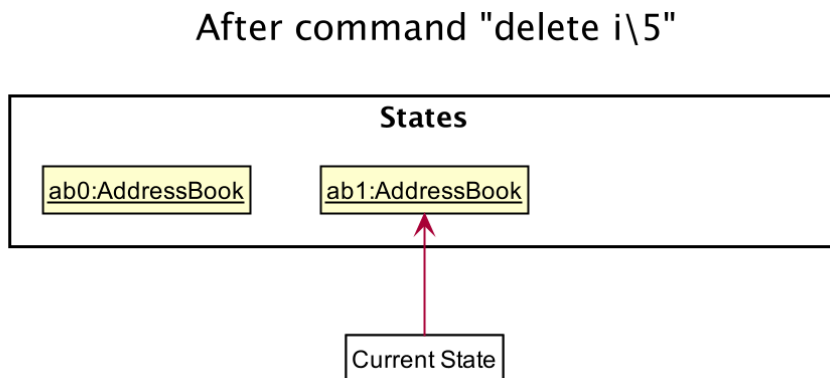 After command "delete i\5"
States
ab0:AddressBook
ab1:AddressBook
Current State